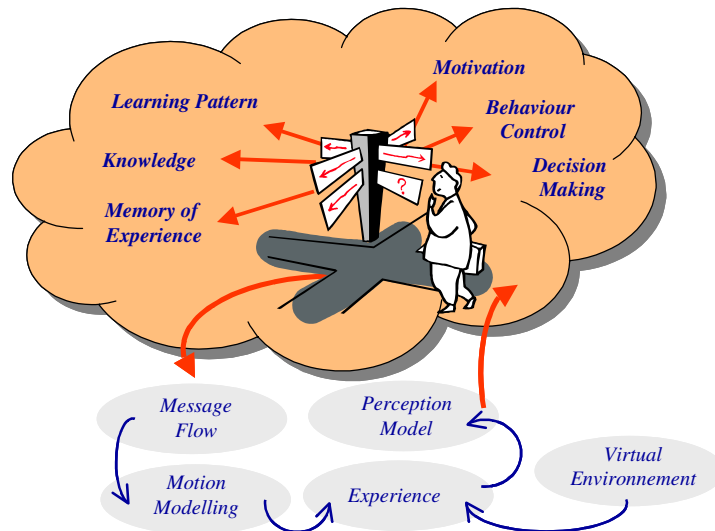 Motivation
Learning Pattern
Behaviour
Control
Knowledge
Decision
Making
Memory of
Experience
?
Message
Flow
Perception
Model
Virtual
Environnement
Motion
Modelling
Experience